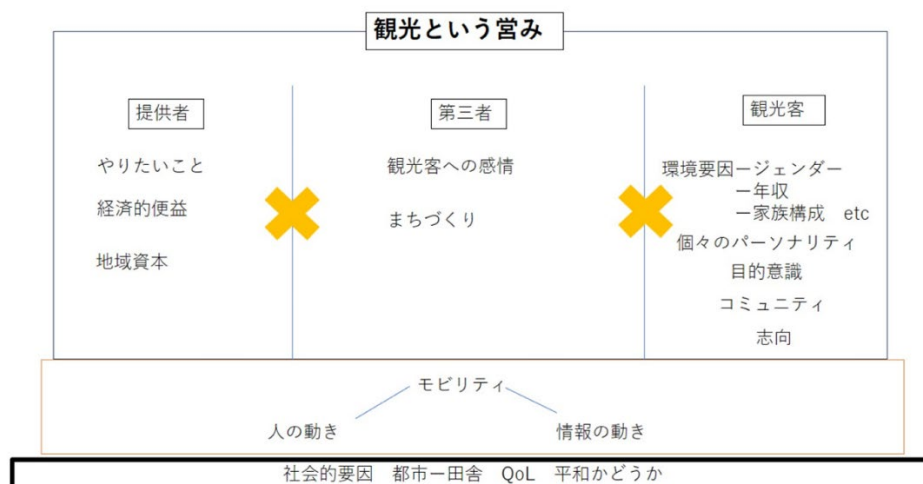 観光という営み
提供者
やりたいこと
経済的便益
地域資本
第三者
観光客への感情
まちづくり
観光客
環境要因ージェンダー
ー年収
ー家族構成 etc
個々のパーソナリティ
目的意識
コミュニティ
志向
モビリティ
人の動き
情報の動き
社会的要因 都市ー田舎 QoL 平和かどうか